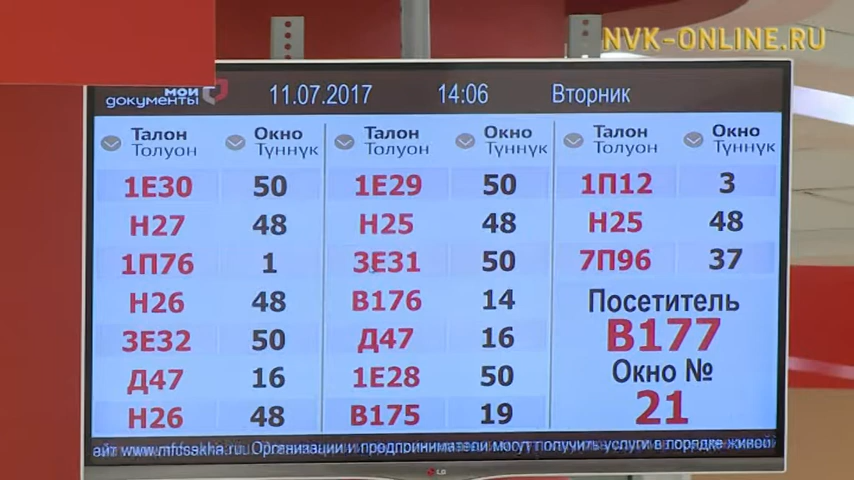 NVK-ONLINE.RU
мои
документы
11.07.2017 14:06 Вторник
Талон Окно Талон Окно Талон Окно
Толуон Түннүк Толуон Түннүк Толуон Түннүк
1Е30 50 1Е29 50 1П12 3
Н27 48 Н25 48 Н25 48
1П76 1 3Е31 50 7П96 37
Н26 48 В176 14 Посетитель
3Е32 50 Д47 16 В177
Д47 16 1Е28 50 Окно №
Н26 48 В175 19 21
айт www.mfcsakha.ru. Организации и предприниматели могут получить услуги в порядке живой
LG